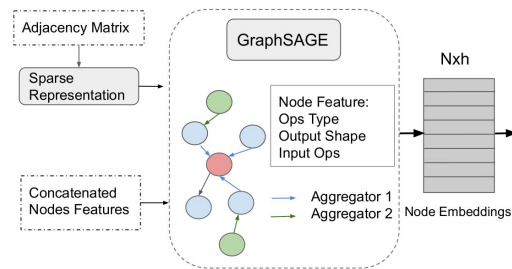 Adjacency Matrix
Sparse
Representation
Concatenated
Nodes Features
GraphSAGE
Node Feature:
Ops Type
Output Shape
Input Ops
Aggregator 1
Aggregator 2
Nxh
Node Embeddings